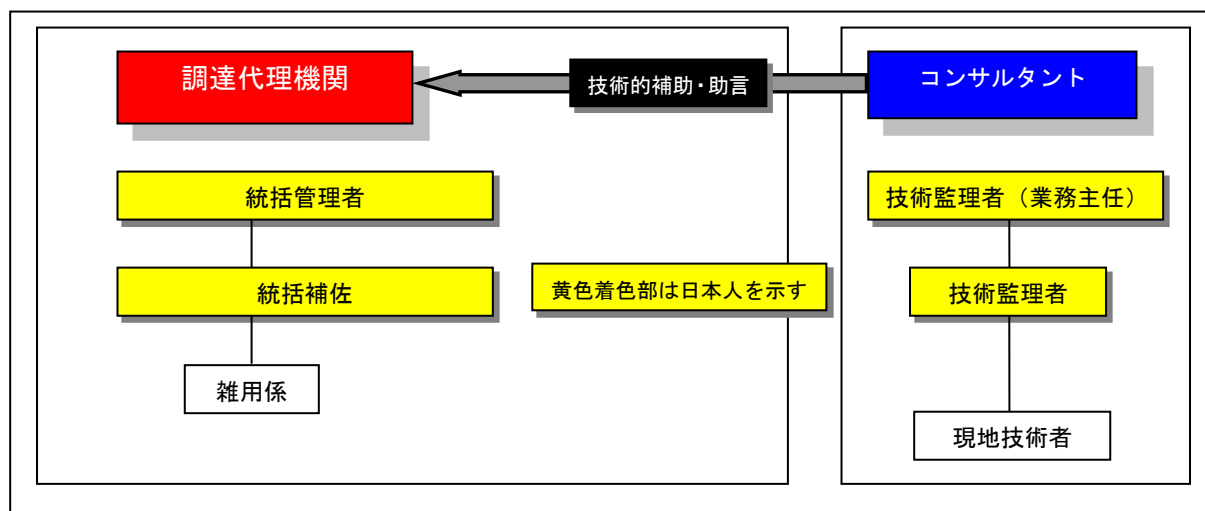 調達代理機関
技術的補助・助言
コンサルタント
統括管理者
技術監理者（業務主任）
統括補佐
黄色着色部は日本人を示す
技術監理者
雑用係
現地技術者